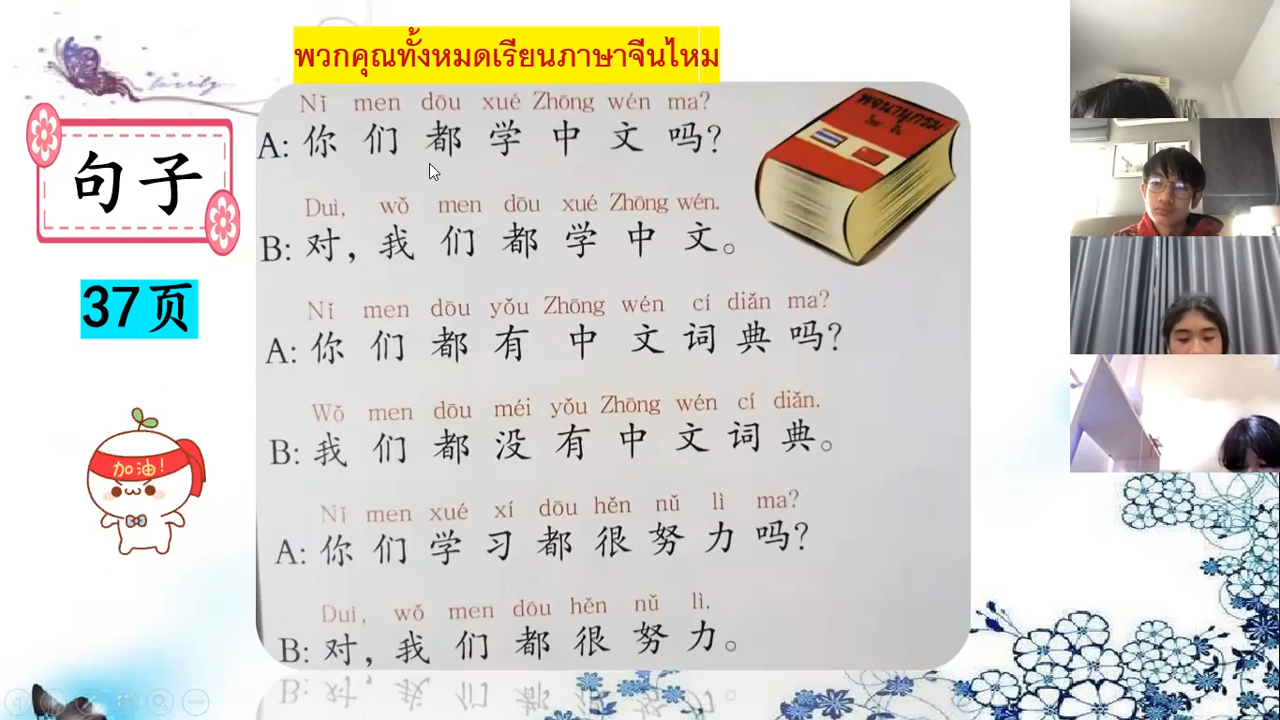 พวกคุณทั้งหมดเรียนภาษาจีนไหม
句子
37页
加油!
Nǐ men dōu xué Zhōng wén ma?
A: 你们都学中文吗?
Duì, wǒ men dōu xué Zhōng wén.
B: 对，我们都学中文。
Nǐ men dōu yǒu Zhōng wén cí diǎn ma?
A: 你们都有中文词典吗?
Wǒ men dōu méi yǒu Zhōng wén cí diǎn.
B: 我们都没有中文词典。
Nǐ men xué xí dōu hěn nǔ lì ma?
A: 你们学习都很努力吗?
Duì, wǒ men dōu hěn nǔ lì.
B: 对，我们都很努力。